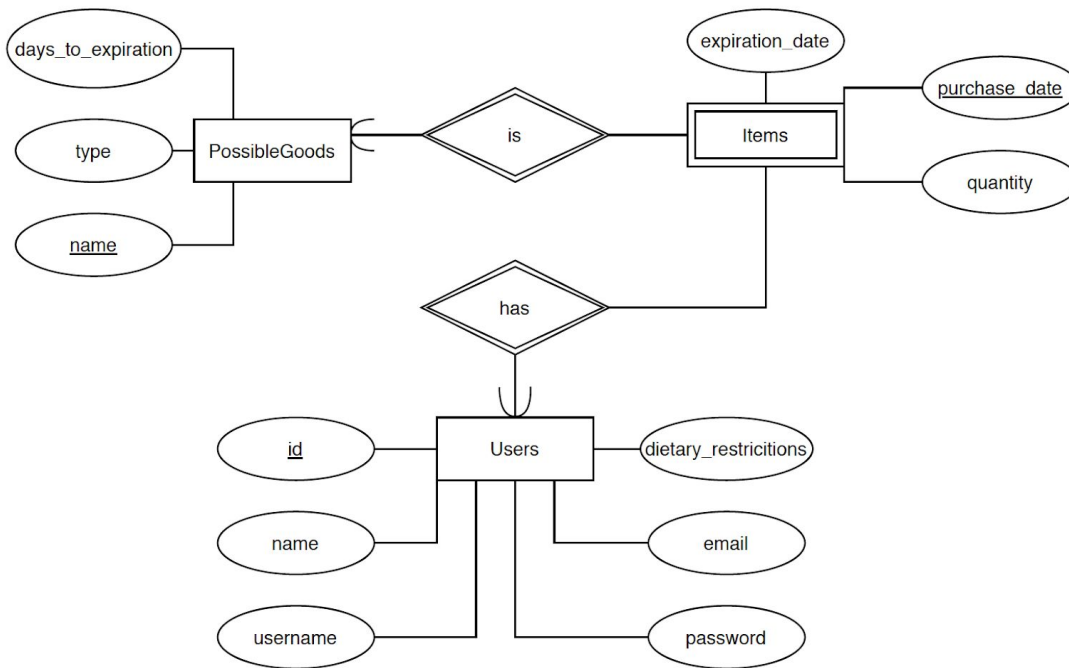 days_to_expiration
expiration_date
purchase_date
type
PossibleGoods
is
Items
name
quantity
has
id
Users
dietary_restricitions
name
email
username
password